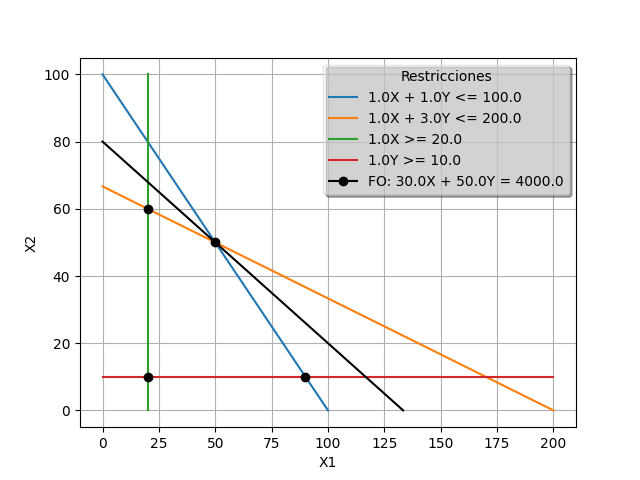 Restricciones
1.0X + 1.0Y <= 100.0
1.0X + 3.0Y <= 200.0
1.0X >= 20.0
1.0Y >= 10.0
FO: 30.0X + 50.0Y = 4000.0
100
80
60
40
20
0
X2
0 25 50 75 100 125 150 175 200
X1